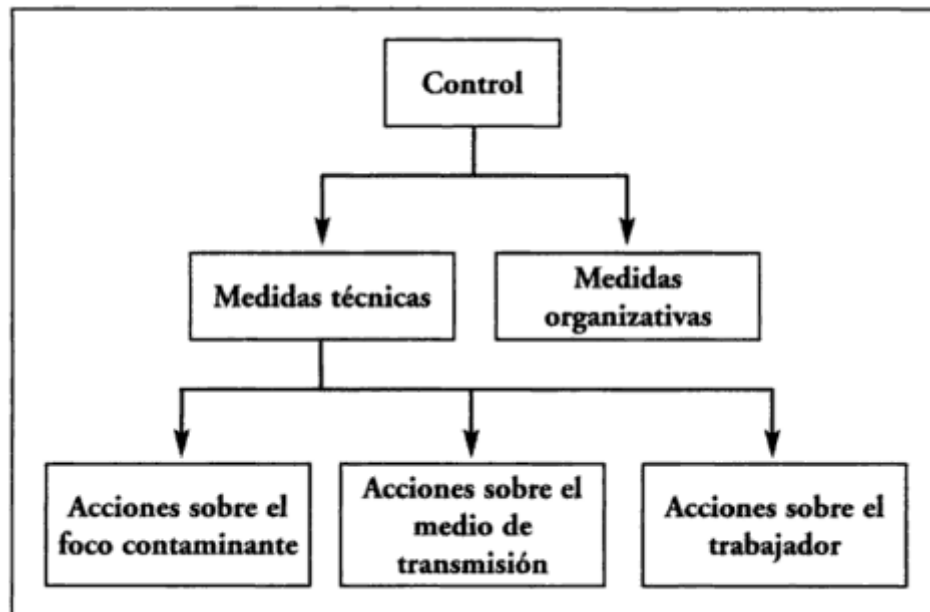 Control
Medidas técnicas
Medidas
organizativas
Acciones sobre el
foco contaminante
Acciones sobre el
medio de
transmisión
Acciones sobre el
trabajador